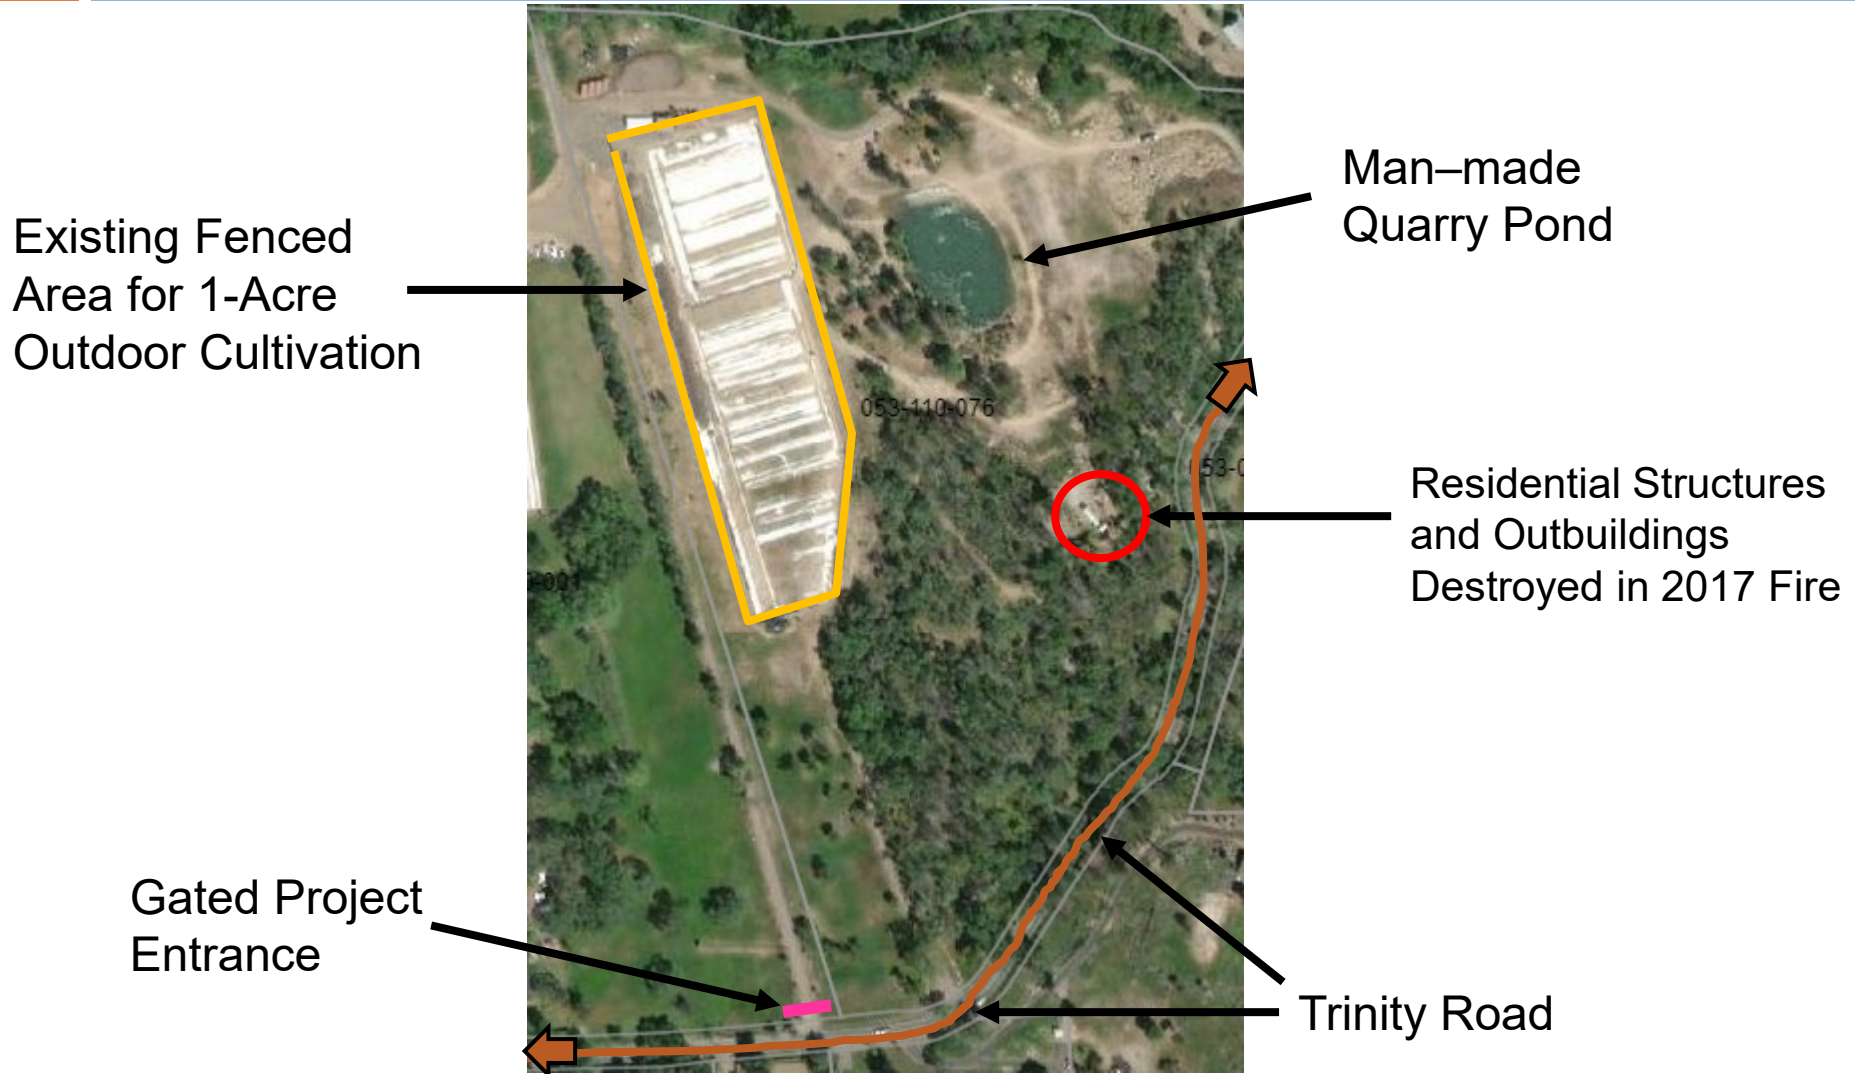 Man–made
Quarry Pond
Existing Fenced
Area for 1-Acre
Outdoor Cultivation
053-110-076
Residential Structures
and Outbuildings
Destroyed in 2017 Fire
Gated Project
Entrance
Trinity Road